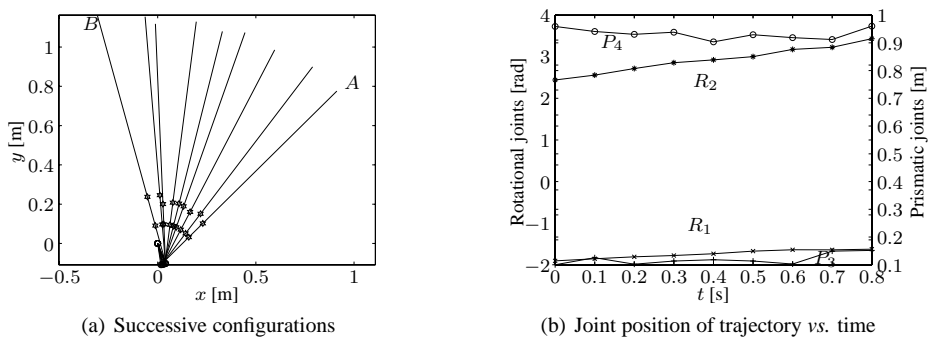 B
A
1
0.8
0.6
0.4
0.2
0
−0.5 0 0.5 1
y [m]
x [m]
(a) Successive configurations
4
3
2
1
0
−1
−2
Rotational joints [rad]
P4
R2
R1
P3
1
0.9
0.8
0.7
0.6
0.5
0.4
0.3
0.2
0.1
Prismatic joints [m]
0 0.1 0.2 0.3 0.4 0.5 0.6 0.7 0.8
t [s]
(b) Joint position of trajectory vs. time